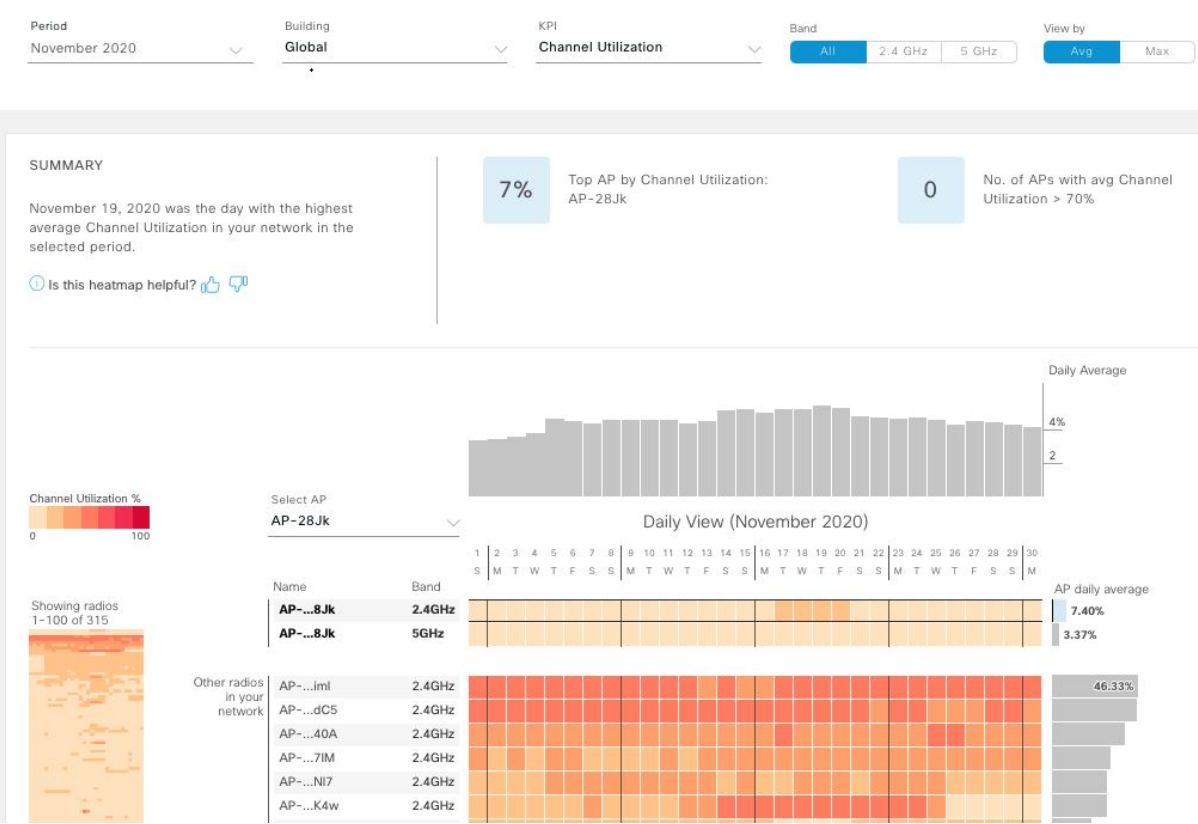 Period
Building
KPI
Band
View by
November 2020
Global
Channel Utilization
All 2.4 GHz 5 GHz
Avg Max
SUMMARY
November 19, 2020 was the day with the highest
average Channel Utilization in your network in the
selected period.
Is this heatmap helpful?
7%
Top AP by Channel Utilization:
AP-28Jk
0
No. of APs with avg Channel
Utilization > 70%
Daily Average
4%
2
Channel Utilization %
0 100
Select AP
AP-28Jk
Daily View (November 2020)
1 2 3 4 5 6 7 8 9 10 11 12 13 14 15 16 17 18 19 20 21 22 23 24 25 26 27 28 29 30
S M T W T F S S M T W T F S S M T W T F S S M T W T F S S M
Name Band
AP daily average
AP-...8Jk 2.4GHz 7.40%
AP-...8Jk 5GHz 3.37%
Showing radios
1-100 of 315
Other radios
in your
network
AP-...iml 2.4GHz 46.33%
AP-...dC5 2.4GHz
AP-...40A 2.4GHz
AP-...7IM 2.4GHz
AP-...NI7 2.4GHz
AP-...K4w 2.4GHz